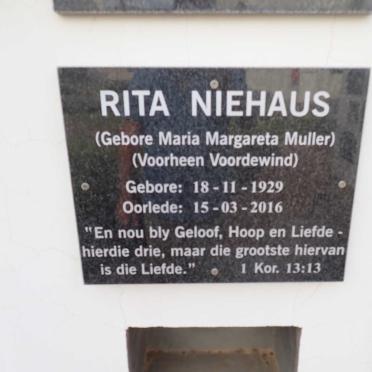 RITA NIEHAUS
(Gebore Maria Margareta Muller)
(Voorheen Voordewind)
Gebore: 18 - 11 - 1929
Oorlede: 15 - 03 - 2016
"En nou bly Geloof, Hoop en Liefde -
hierdie drie, maar die grootste hiervan
is die Liefde." 1 Kor. 13:13